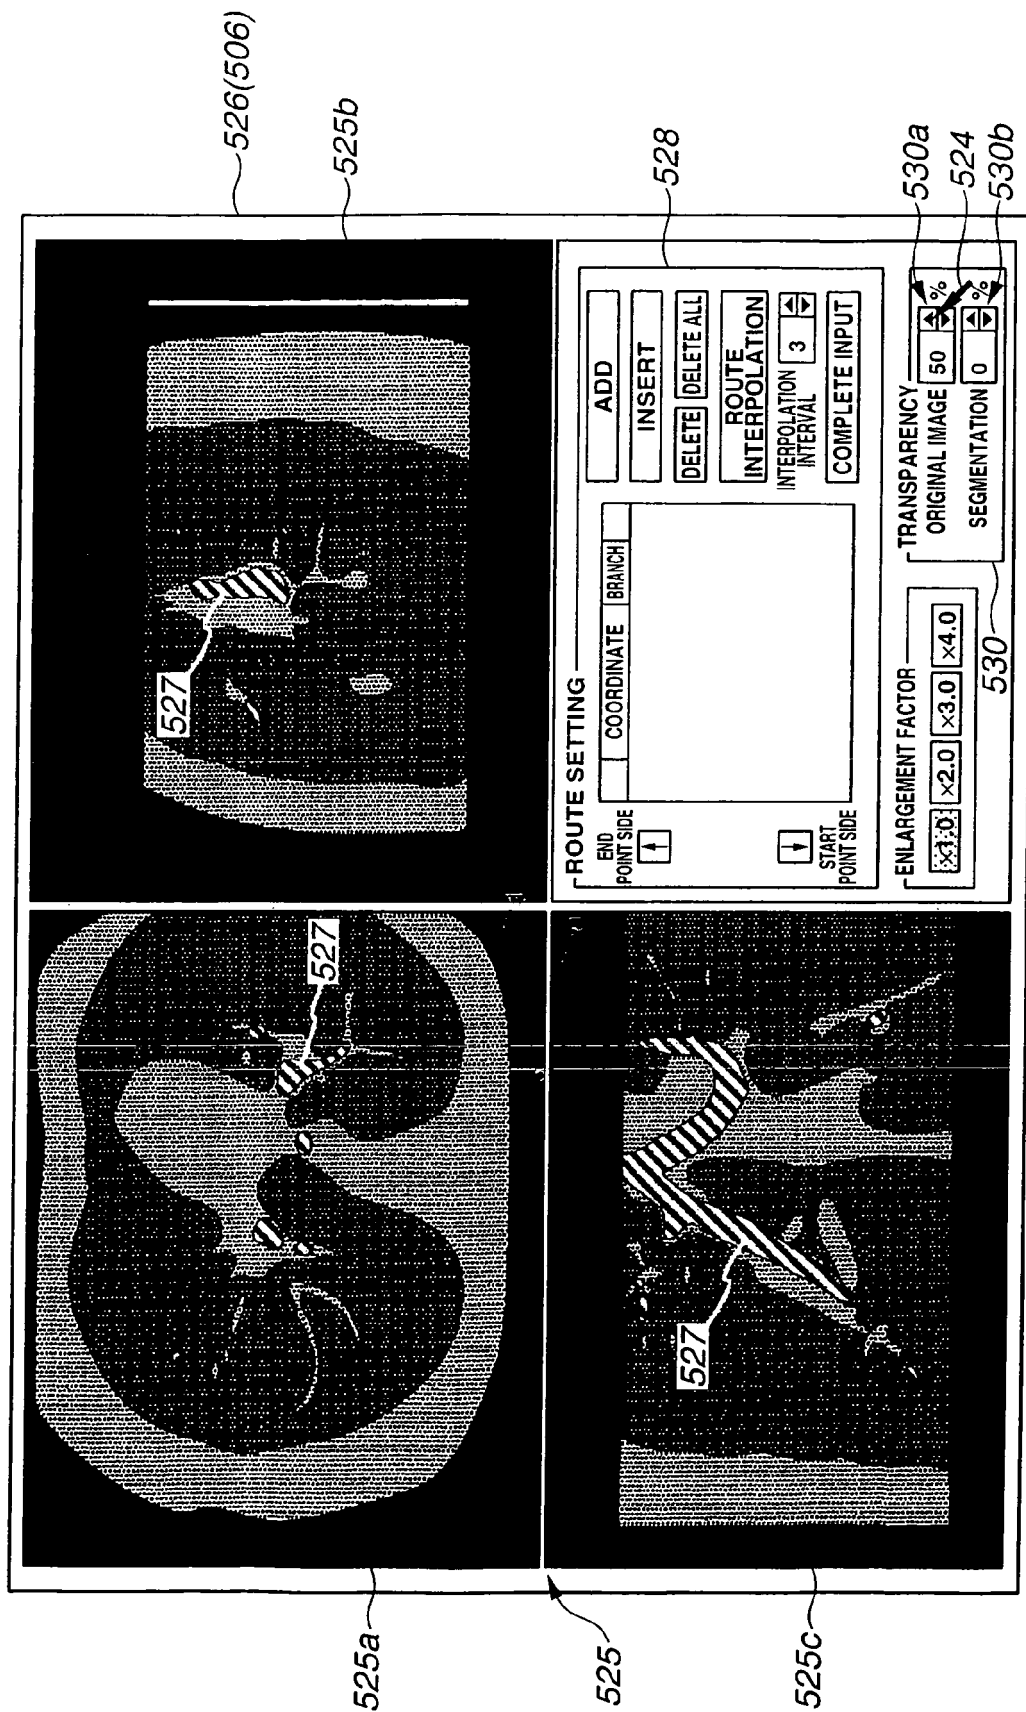 526(506)
525b
525a
527
527
525
525c
527
528
ROUTE SETTING
END
POINT SIDE
START
POINT SIDE
COORDINATE BRANCH
ADD
INSERT
DELETE DELETE ALL
ROUTE
INTERPOLATION
INTERPOLATION
INTERVAL
3
COMPLETE INPUT
ENLARGEMENT FACTOR
×1.0 ×2.0 ×3.0 ×4.0
TRANSPARENCY
ORIGINAL IMAGE 50 %
SEGMENTATION 0 %
530
530a
524
530b